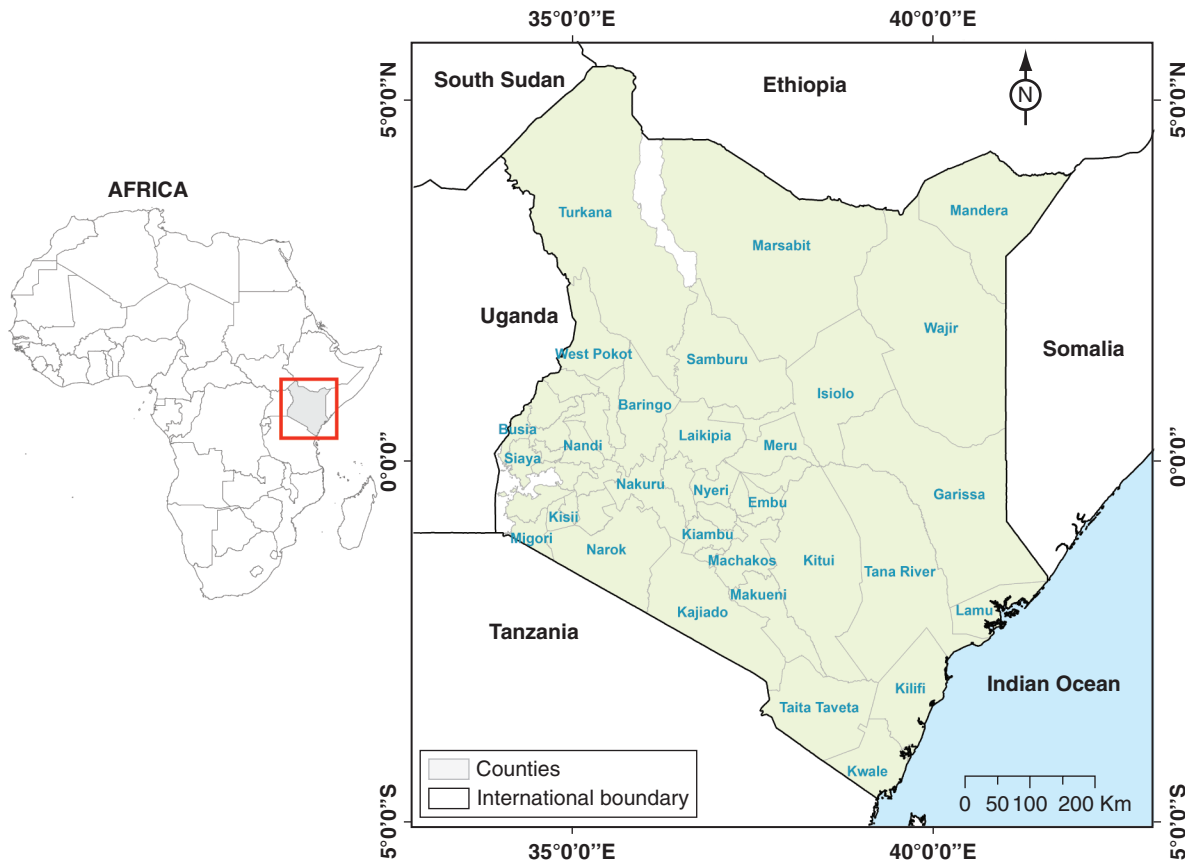 35°0'0"E
40°0'0"E
5°0'0"N
5°0'0"N
South Sudan
Ethiopia
N
AFRICA
Turkana
Mandera
Marsabit
Uganda
Wajir
Somalia
West Pokot
Samburu
Isiolo
Baringo
Busia
Nandi
Laikipia
Meru
Siaya
0°0'0"
0°0'0"
Nakuru
Nyeri
Embu
Garissa
Kisii
Migori
Narok
Kiambu
Machakos
Kitui
Tana River
Makueni
Kajiado
Lamu
Tanzania
Kilifi
Indian Ocean
Taita Taveta
Kwale
Counties
International boundary
0 50 100 200 Km
5°0'0"S
5°0'0"S
35°0'0"E
40°0'0"E